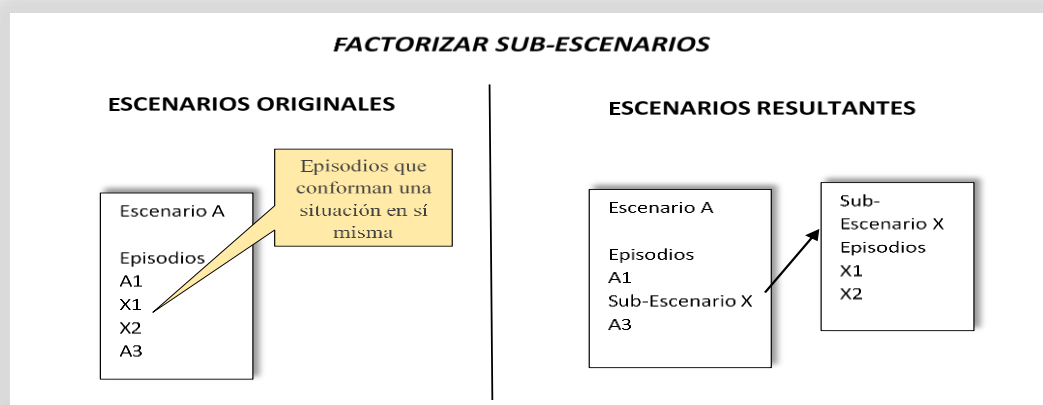 FACTORIZAR SUB-ESCENARIOS
ESCENARIOS ORIGINALES
Episodios que
conforman una
situación en sí
misma
Escenario A
Episodios
A1
X1
X2
A3
ESCENARIOS RESULTANTES
Escenario A
Episodios
A1
Sub-Escenario X
A3
Sub-
Escenario X
Episodios
X1
X2